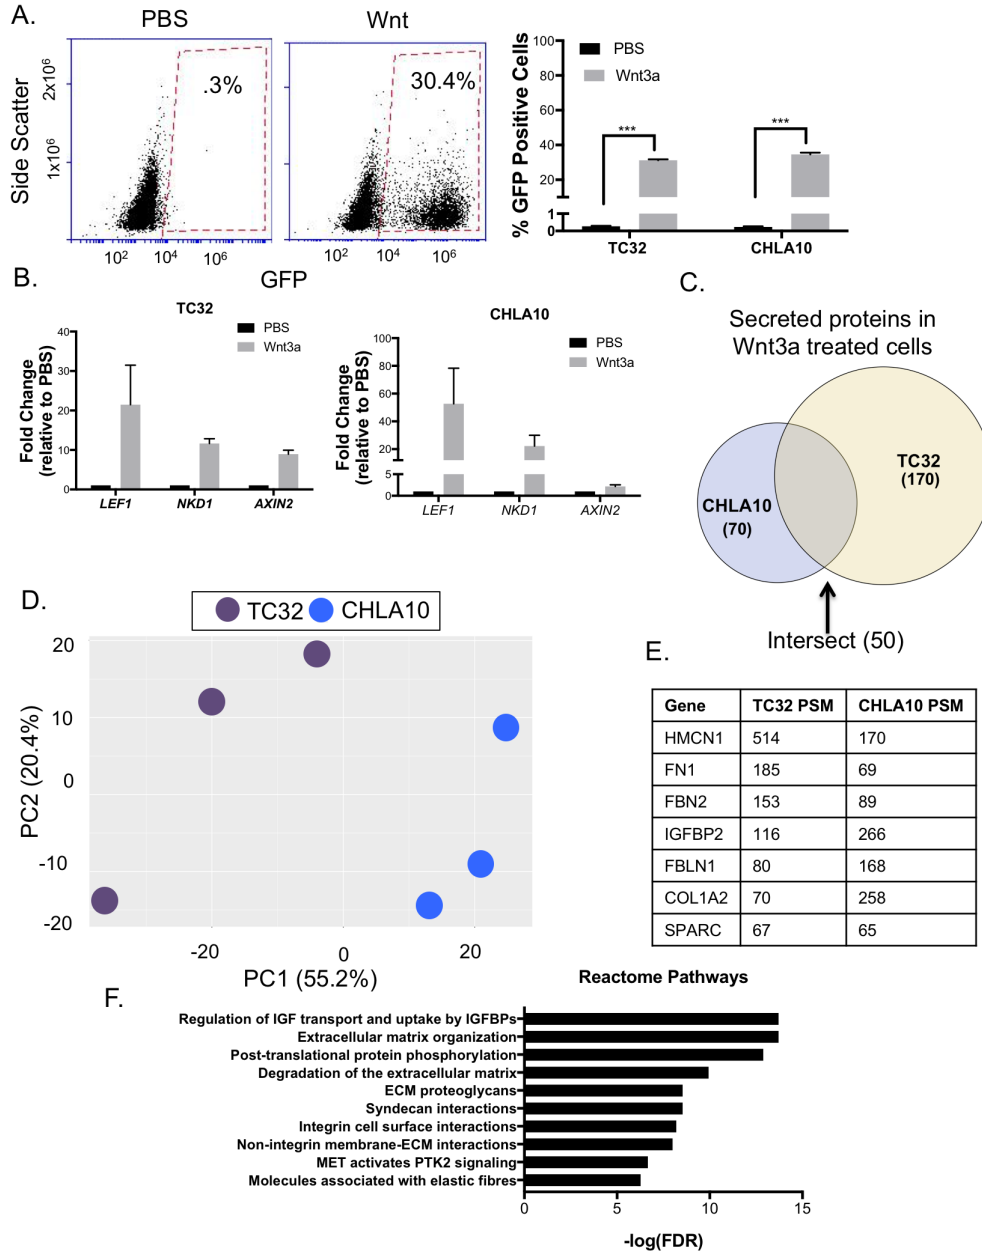 A.
PBS
Wnt
Side Scatter
2x10⁶
1x10⁶
.3%
30.4%
10² 10⁴ 10⁶
10² 10⁴ 10⁶
GFP
% GFP Positive Cells
100
80
60
40
20
1
0
PBS
Wnt3a
***
***
TC32
CHLA10
B.
TC32
Fold Change
(relative to PBS)
40
30
20
10
0
PBS
Wnt3a
LEF1 NKD1 AXIN2
CHLA10
Fold Change
(relative to PBS)
100
80
60
40
20
5
0
PBS
Wnt3a
LEF1 NKD1 AXIN2
C.
Secreted proteins in
Wnt3a treated cells
CHLA10
(70)
TC32
(170)
Intersect (50)
D.
TC32 CHLA10
PC2 (20.4%)
20
10
0
-10
-20
-20 0 20
PC1 (55.2%)
E.
Gene TC32 PSM CHLA10 PSM
HMCN1 514 170
FN1 185 69
FBN2 153 89
IGFBP2 116 266
FBLN1 80 168
COL1A2 70 258
SPARC 67 65
F.
Reactome Pathways
Regulation of IGF transport and uptake by IGFBPs
Extracellular matrix organization
Post-translational protein phosphorylation
Degradation of the extracellular matrix
ECM proteoglycans
Syndecan interactions
Integrin cell surface interactions
Non-integrin membrane-ECM interactions
MET activates PTK2 signaling
Molecules associated with elastic fibres
0 5 10 15
-log(FDR)